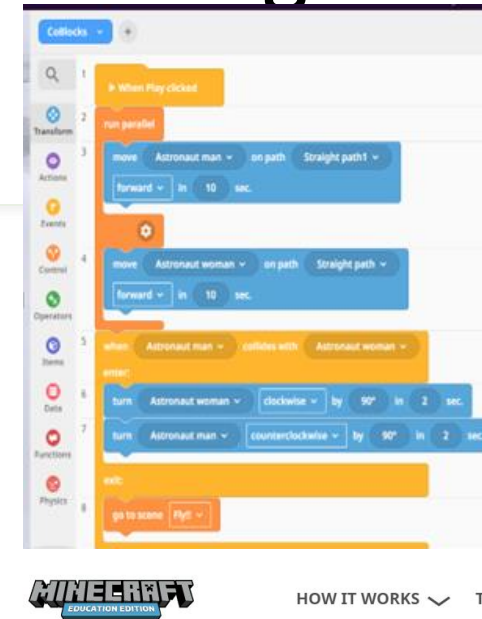 CoBlocks
+
1
When Play clicked
2
run parallel
Transform
3
move Astronaut man on path Straight path1
forward in 10 sec.
Actions
Events
4
move Astronaut woman on path Straight path
forward in 10 sec.
Control
Operators
5
when Astronaut man collides with Astronaut woman
enter:
Items
6
turn Astronaut woman clockwise by 90° in 2 sec.
Data
7
turn Astronaut man counterclockwise by 90° in 2 sec
Functions
exit:
Physics
8
go to scene Fly!!
MINECRAFT
EDUCATION EDITION
HOW IT WORKS